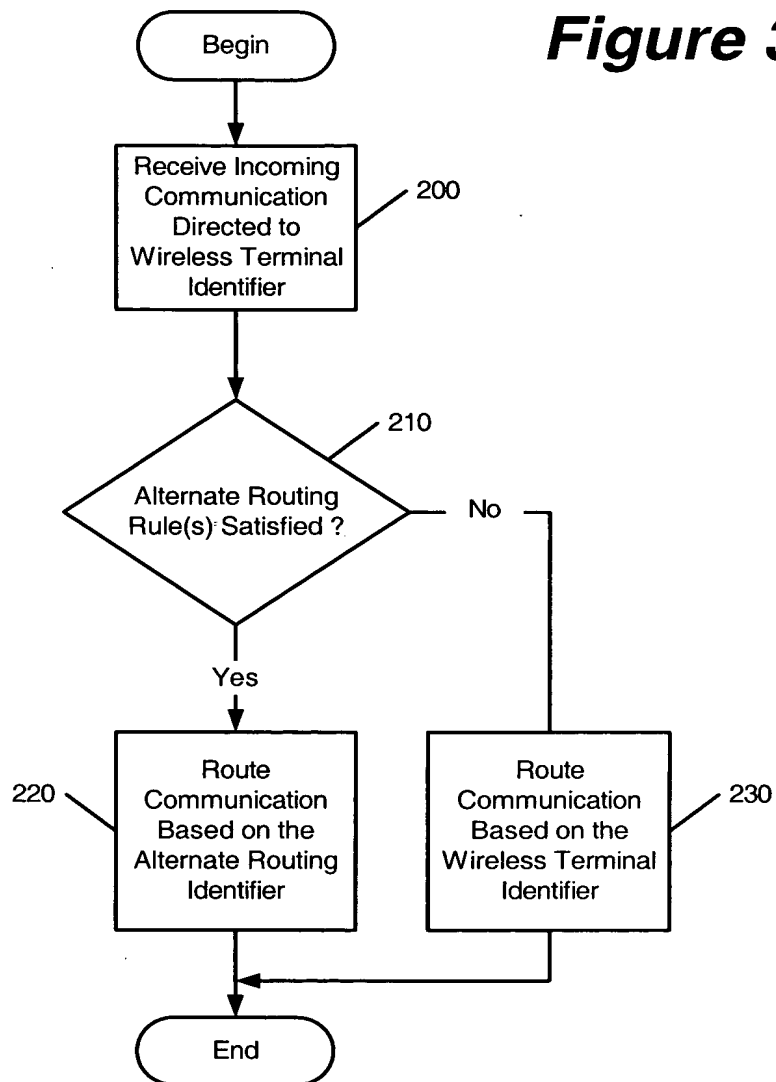 Begin
Figure 3
Receive Incoming
Communication
Directed to
Wireless Terminal
Identifier
200
210
Alternate Routing
Rule(s) Satisfied ?
No
Yes
220
Route
Communication
Based on the
Alternate Routing
Identifier
Route
Communication
Based on the
Wireless Terminal
Identifier
230
End